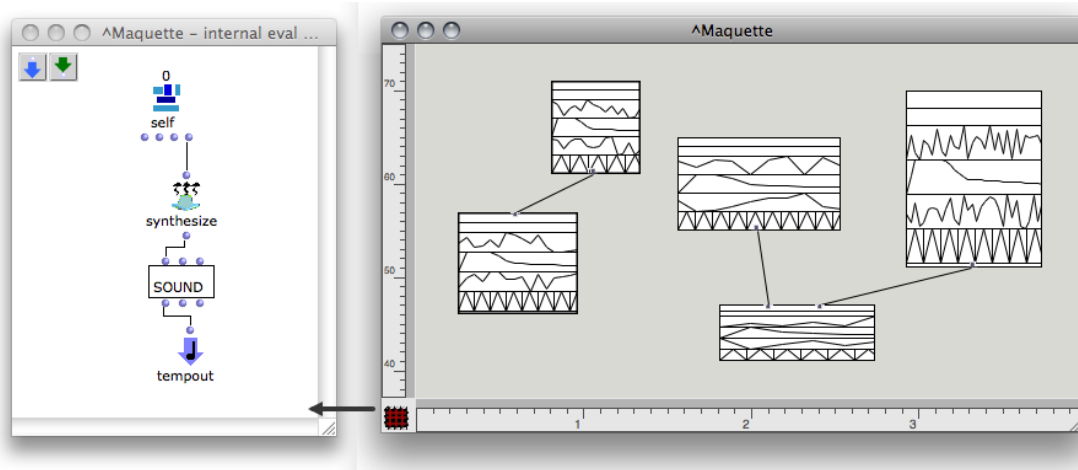 ^Maquette – internal eval ...
0
self
synthesize
SOUND
tempout
^Maquette
70
60
50
40
1
2
3